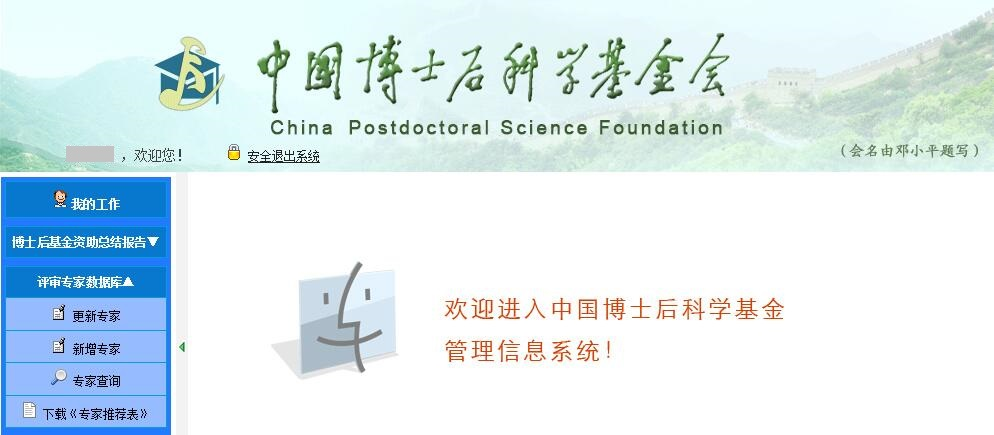 中国博士后科学基金会
China Postdoctoral Science Foundation
，欢迎您！
安全退出系统
（会名由邓小平题写）
我的工作
博士后基金资助总结报告▼
评审专家数据库▲
更新专家
新增专家
专家查询
下载《专家推荐表》
欢迎进入中国博士后科学基金
管理信息系统！